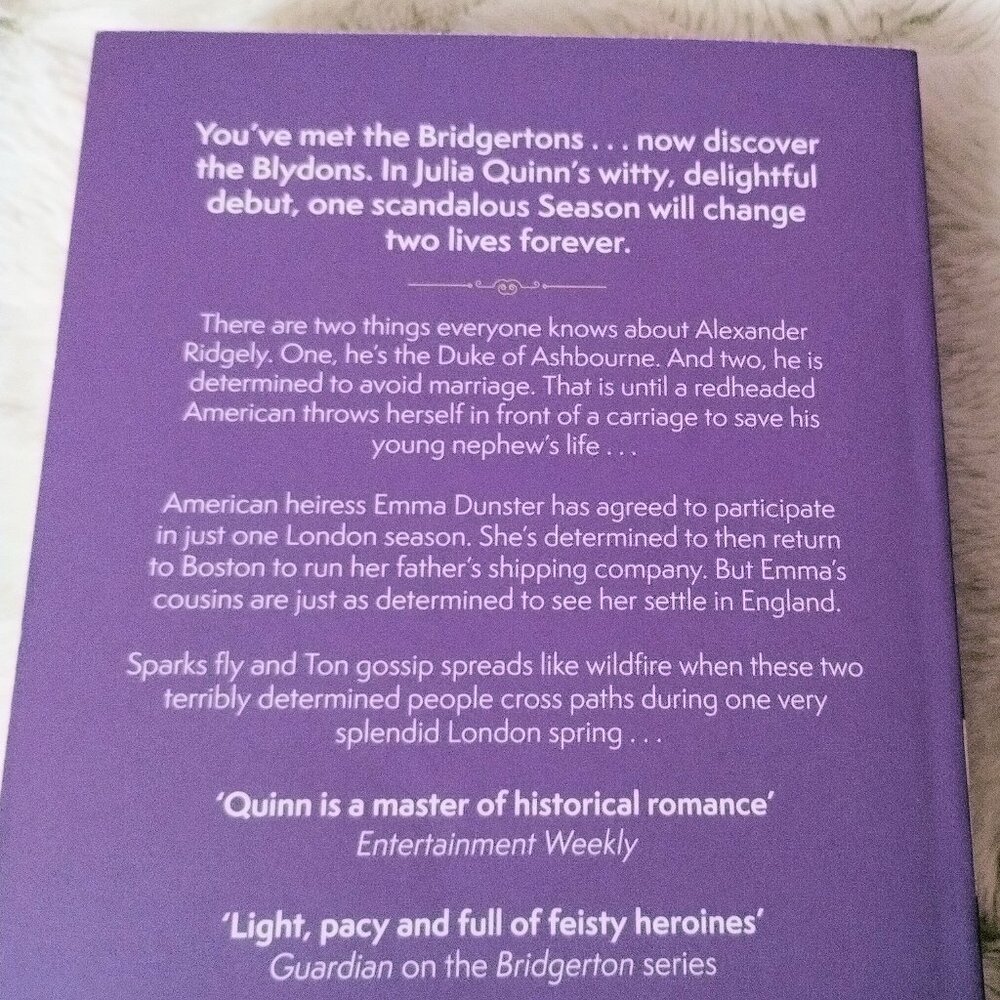 You've met the Bridgertons . . . now discover
the Blydons. In Julia Quinn's witty, delightful
debut, one scandalous Season will change
two lives forever.
There are two things everyone knows about Alexander
Ridgely. One, he's the Duke of Ashbourne. And two, he is
determined to avoid marriage. That is until a redheaded
American throws herself in front of a carriage to save his
young nephew's life . . .
American heiress Emma Dunster has agreed to participate
in just one London season. She's determined to then return
to Boston to run her father's shipping company. But Emma's
cousins are just as determined to see her settle in England.
Sparks fly and Ton gossip spreads like wildfire when these two
terribly determined people cross paths during one very
splendid London spring . . .
'Quinn is a master of historical romance'
Entertainment Weekly
'Light, pacy and full of feisty heroines'
Guardian on the Bridgerton series